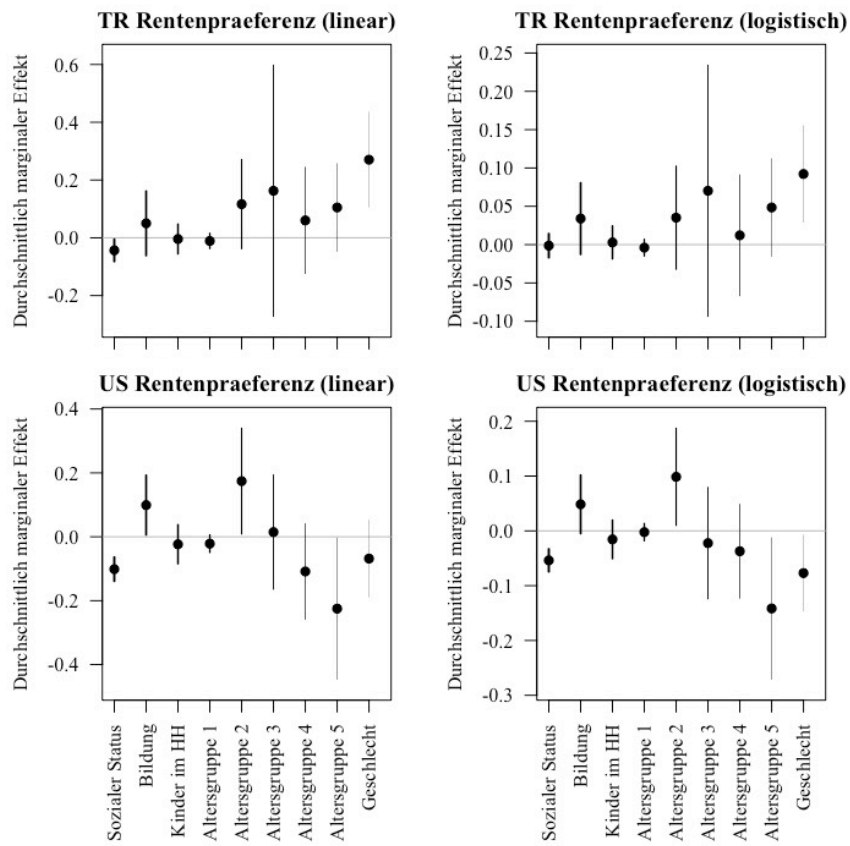 TR Rentenpraeferenz (linear)
Durchschnittlich marginaler Effekt
0.6
0.4
0.2
0.0
-0.2
TR Rentenpraeferenz (logistisch)
Durchschnittlich marginaler Effekt
0.25
0.20
0.15
0.10
0.05
0.00
-0.05
-0.10
US Rentenpraeferenz (linear)
Durchschnittlich marginaler Effekt
0.4
0.2
0.0
-0.2
-0.4
Sozialer Status
Bildung
Kinder im HH
Altersgruppe 1
Altersgruppe 2
Altersgruppe 3
Altersgruppe 4
Altersgruppe 5
Geschlecht
US Rentenpraeferenz (logistisch)
Durchschnittlich marginaler Effekt
0.2
0.1
0.0
-0.1
-0.2
-0.3
Sozialer Status
Bildung
Kinder im HH
Altersgruppe 1
Altersgruppe 2
Altersgruppe 3
Altersgruppe 4
Altersgruppe 5
Geschlecht